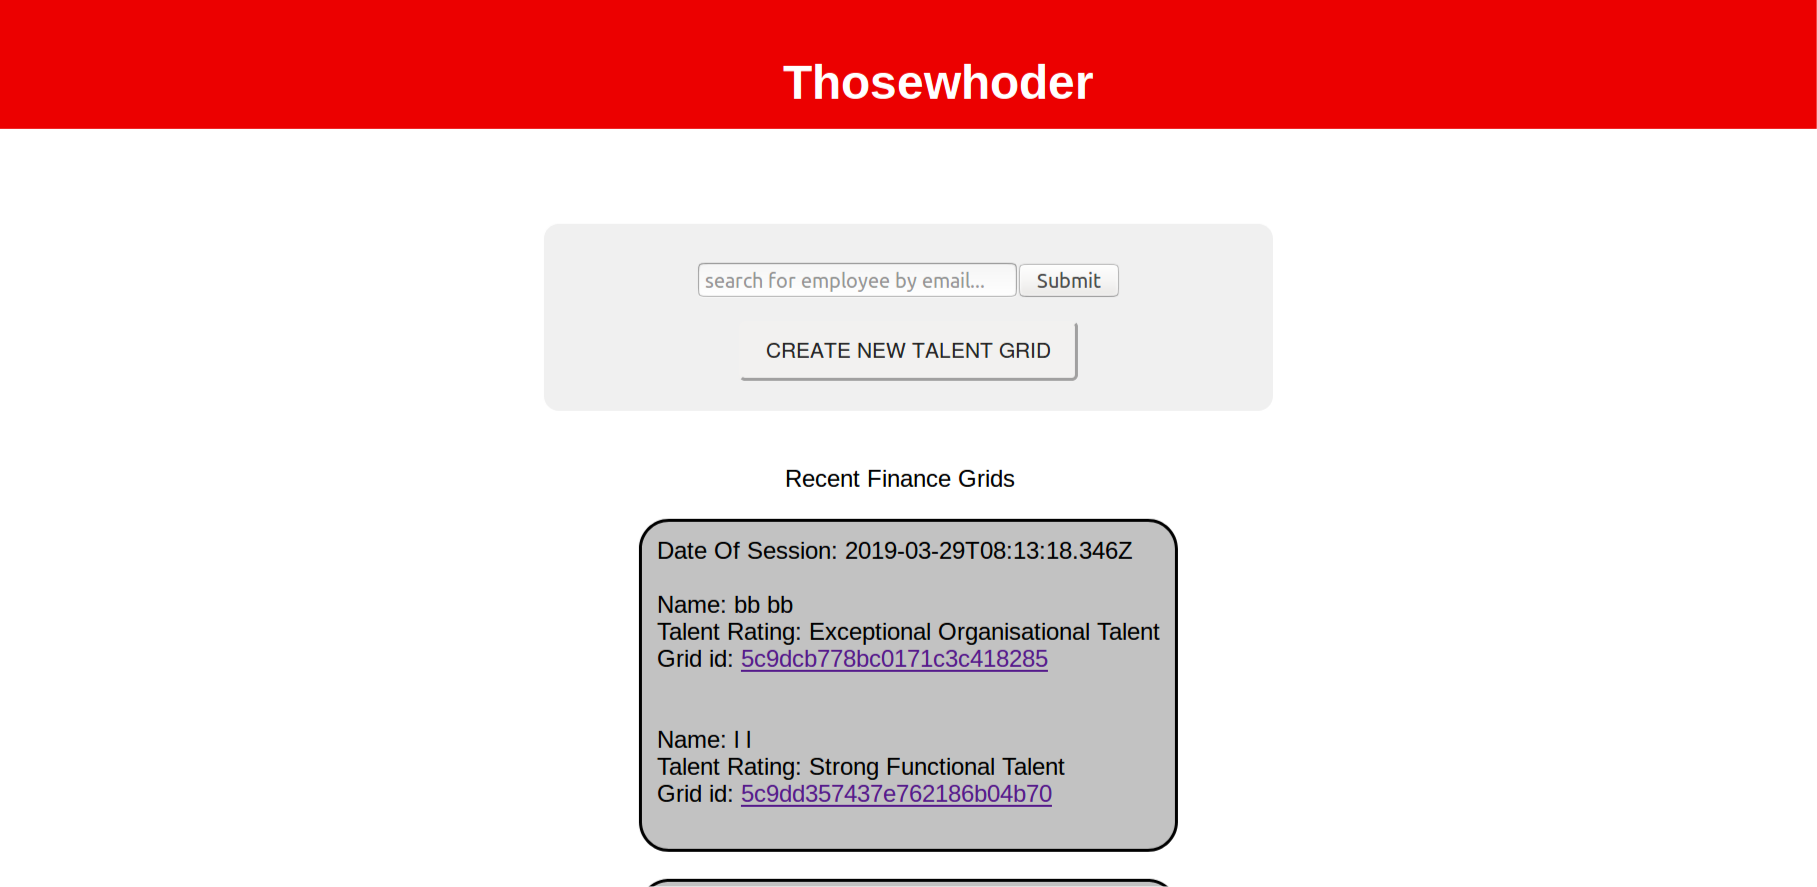 Thosewhoder
search for employee by email...
Submit
CREATE NEW TALENT GRID
Recent Finance Grids
Date Of Session: 2019-03-29T08:13:18.346Z
Name: bb bb
Talent Rating: Exceptional Organisational Talent
Grid id: 5c9dcb778bc0171c3c418285
Name: l l
Talent Rating: Strong Functional Talent
Grid id: 5c9dd357437e762186b04b70